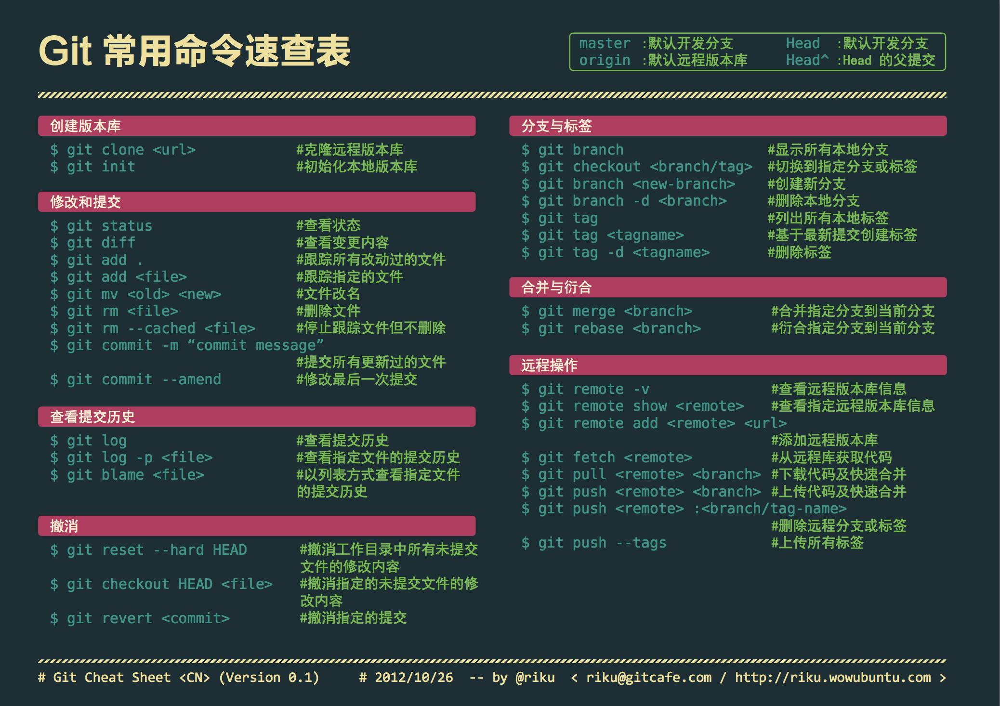 Git 常用命令速查表
master :默认开发分支 Head :默认开发分支
origin :默认远程版本库 Head^ :Head 的父提交
创建版本库
$ git clone <url> #克隆远程版本库
$ git init #初始化本地版本库
修改和提交
$ git status #查看状态
$ git diff #查看变更内容
$ git add . #跟踪所有改动过的文件
$ git add <file> #跟踪指定的文件
$ git mv <old> <new> #文件改名
$ git rm <file> #删除文件
$ git rm --cached <file> #停止跟踪文件但不删除
$ git commit -m “commit message”
#提交所有更新过的文件
$ git commit --amend #修改最后一次提交
查看提交历史
$ git log #查看提交历史
$ git log -p <file> #查看指定文件的提交历史
$ git blame <file> #以列表方式查看指定文件
的提交历史
撤消
$ git reset --hard HEAD #撤消工作目录中所有未提交
文件的修改内容
$ git checkout HEAD <file> #撤消指定的未提交文件的修
改内容
$ git revert <commit> #撤消指定的提交
分支与标签
$ git branch #显示所有本地分支
$ git checkout <branch/tag> #切换到指定分支或标签
$ git branch <new-branch> #创建新分支
$ git branch -d <branch> #删除本地分支
$ git tag #列出所有本地标签
$ git tag <tagname> #基于最新提交创建标签
$ git tag -d <tagname> #删除标签
合并与衍合
$ git merge <branch> #合并指定分支到当前分支
$ git rebase <branch> #衍合指定分支到当前分支
远程操作
$ git remote -v #查看远程版本库信息
$ git remote show <remote> #查看指定远程版本库信息
$ git remote add <remote> <url>
#添加远程版本库
$ git fetch <remote> #从远程库获取代码
$ git pull <remote> <branch> #下载代码及快速合并
$ git push <remote> <branch> #上传代码及快速合并
$ git push <remote> :<branch/tag-name>
#删除远程分支或标签
$ git push --tags #上传所有标签
# Git Cheat Sheet <CN> (Version 0.1) # 2012/10/26 -- by @riku < riku@gitcafe.com / http://riku.wowubuntu.com >